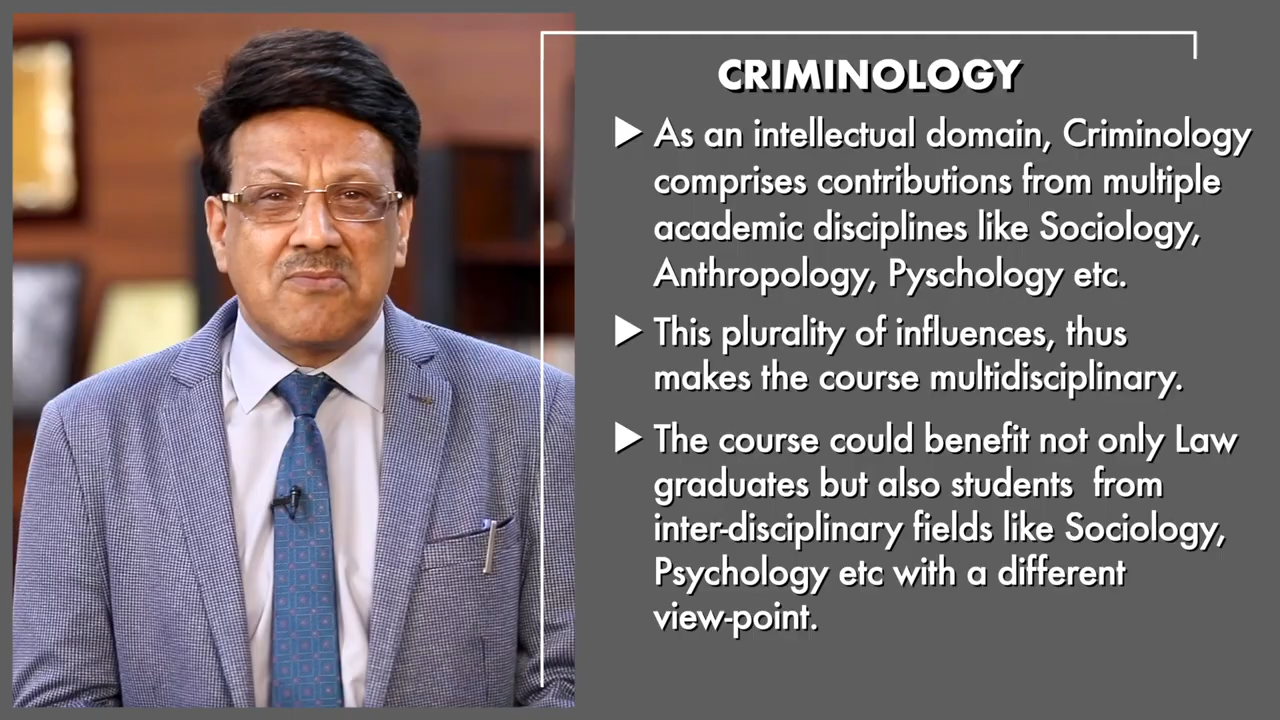 CRIMINOLOGY
As an intellectual domain, Criminology
comprises contributions from multiple
academic disciplines like Sociology,
Anthropology, Pyschology etc.
This plurality of influences, thus
makes the course multidisciplinary.
The course could benefit not only Law
graduates but also students  from
inter-disciplinary fields like Sociology,
Psychology etc with a different
view-point.